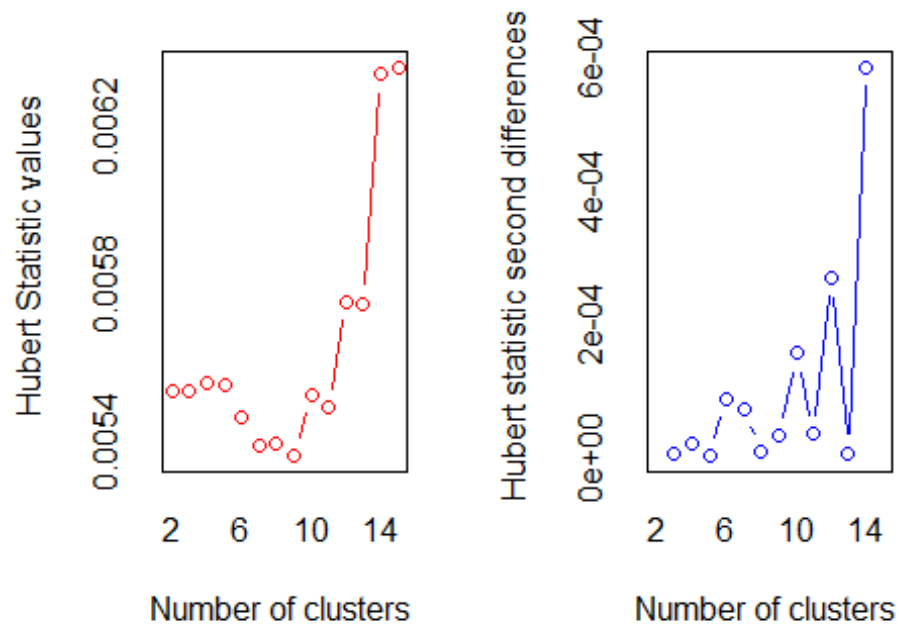 Hubert Statistic values
0.0054 0.0058 0.0062
2 6 10 14
Number of clusters
Hubert statistic second differences
0e+00 2e-04 4e-04 6e-04
2 6 10 14
Number of clusters